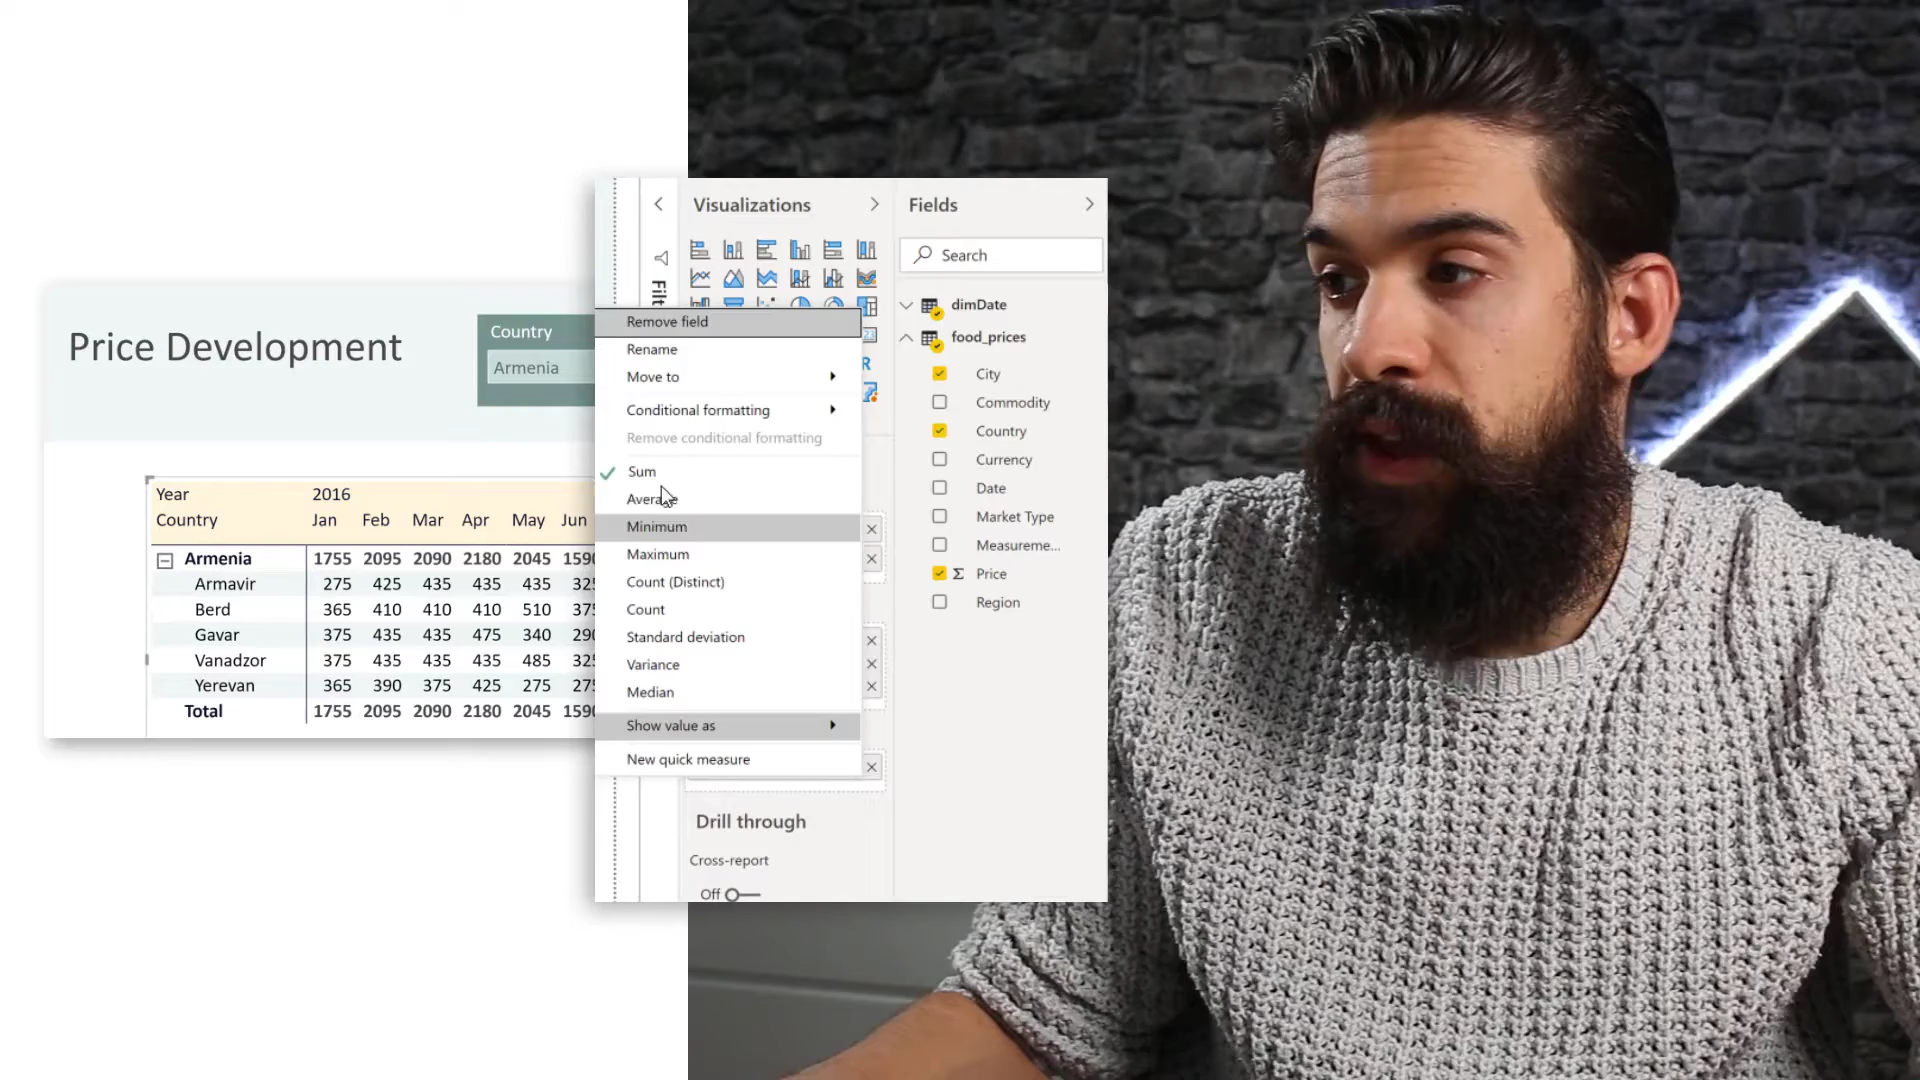 Price Development
Country
Armenia
Year 2016
Country Jan Feb Mar Apr May Jun
Armenia 1755 2095 2090 2180 2045 1590
Armavir 275 425 435 435 435
Berd 365 410 410 410 510
Gavar 375 435 435 475 340
Vanadzor 375 435 435 435 485
Yerevan 365 390 375 425 275
Total 1755 2095 2090 2180 2045 1590
Visualizations
Filt
Remove field
Rename
Move to
Conditional formatting
Remove conditional formatting
Sum
Average
Minimum
Maximum
Count (Distinct)
Count
Standard deviation
Variance
Median
Show value as
New quick measure
Drill through
Cross-report
Off
Fields
Search
dimDate
food_prices
City
Commodity
Country
Currency
Date
Market Type
Measureme...
Σ Price
Region